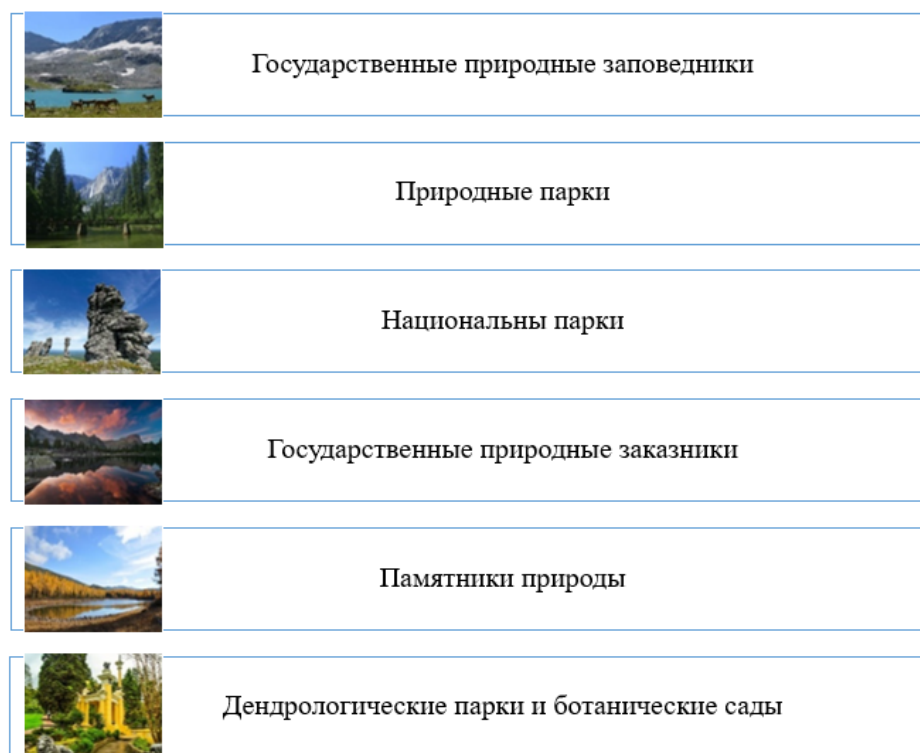 Государственные природные заповедники
Природные парки
Национальны парки
Государственные природные заказники
Памятники природы
Дендрологические парки и ботанические сады